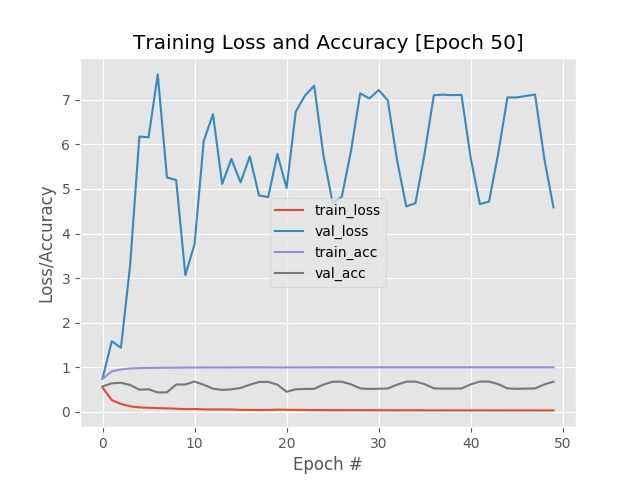 Training Loss and Accuracy [Epoch 50]
Loss/Accuracy
7
6
5
4
3
2
1
0
train_loss
val_loss
train_acc
val_acc
0 10 20 30 40 50
Epoch #